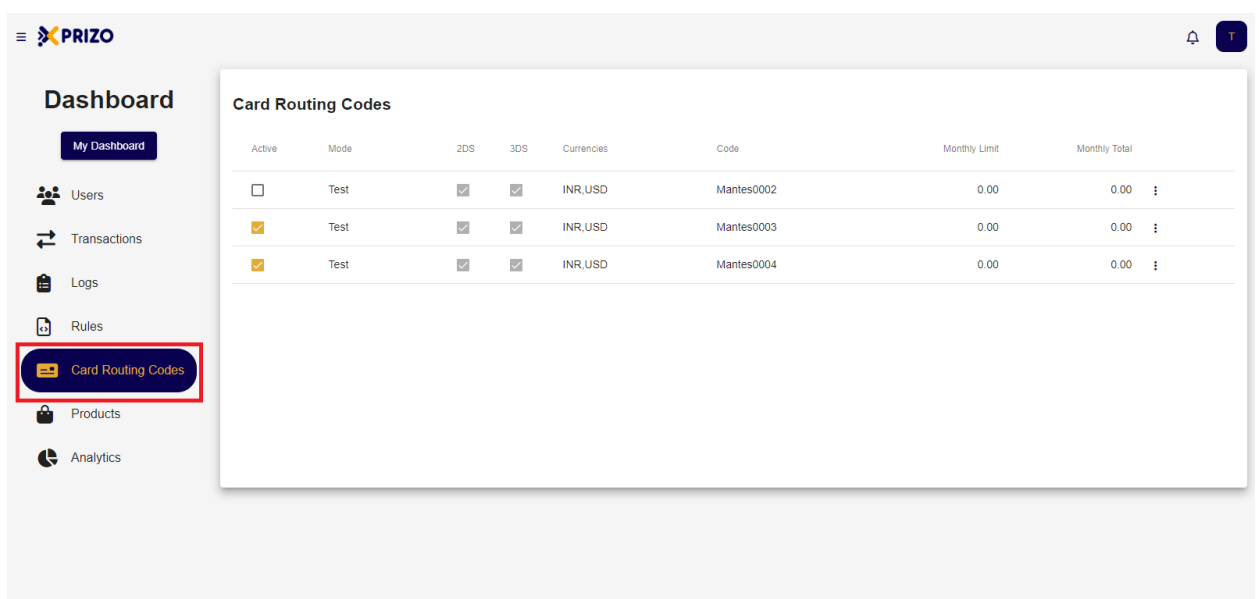 XPRIZO
T
Dashboard
My Dashboard
Users
Transactions
Logs
Rules
Card Routing Codes
Products
Analytics
Card Routing Codes
Active Mode 2DS 3DS Currencies Code Monthly Limit Monthly Total
Test INR,USD Mantes0002 0.00 0.00
Test INR,USD Mantes0003 0.00 0.00
Test INR,USD Mantes0004 0.00 0.00